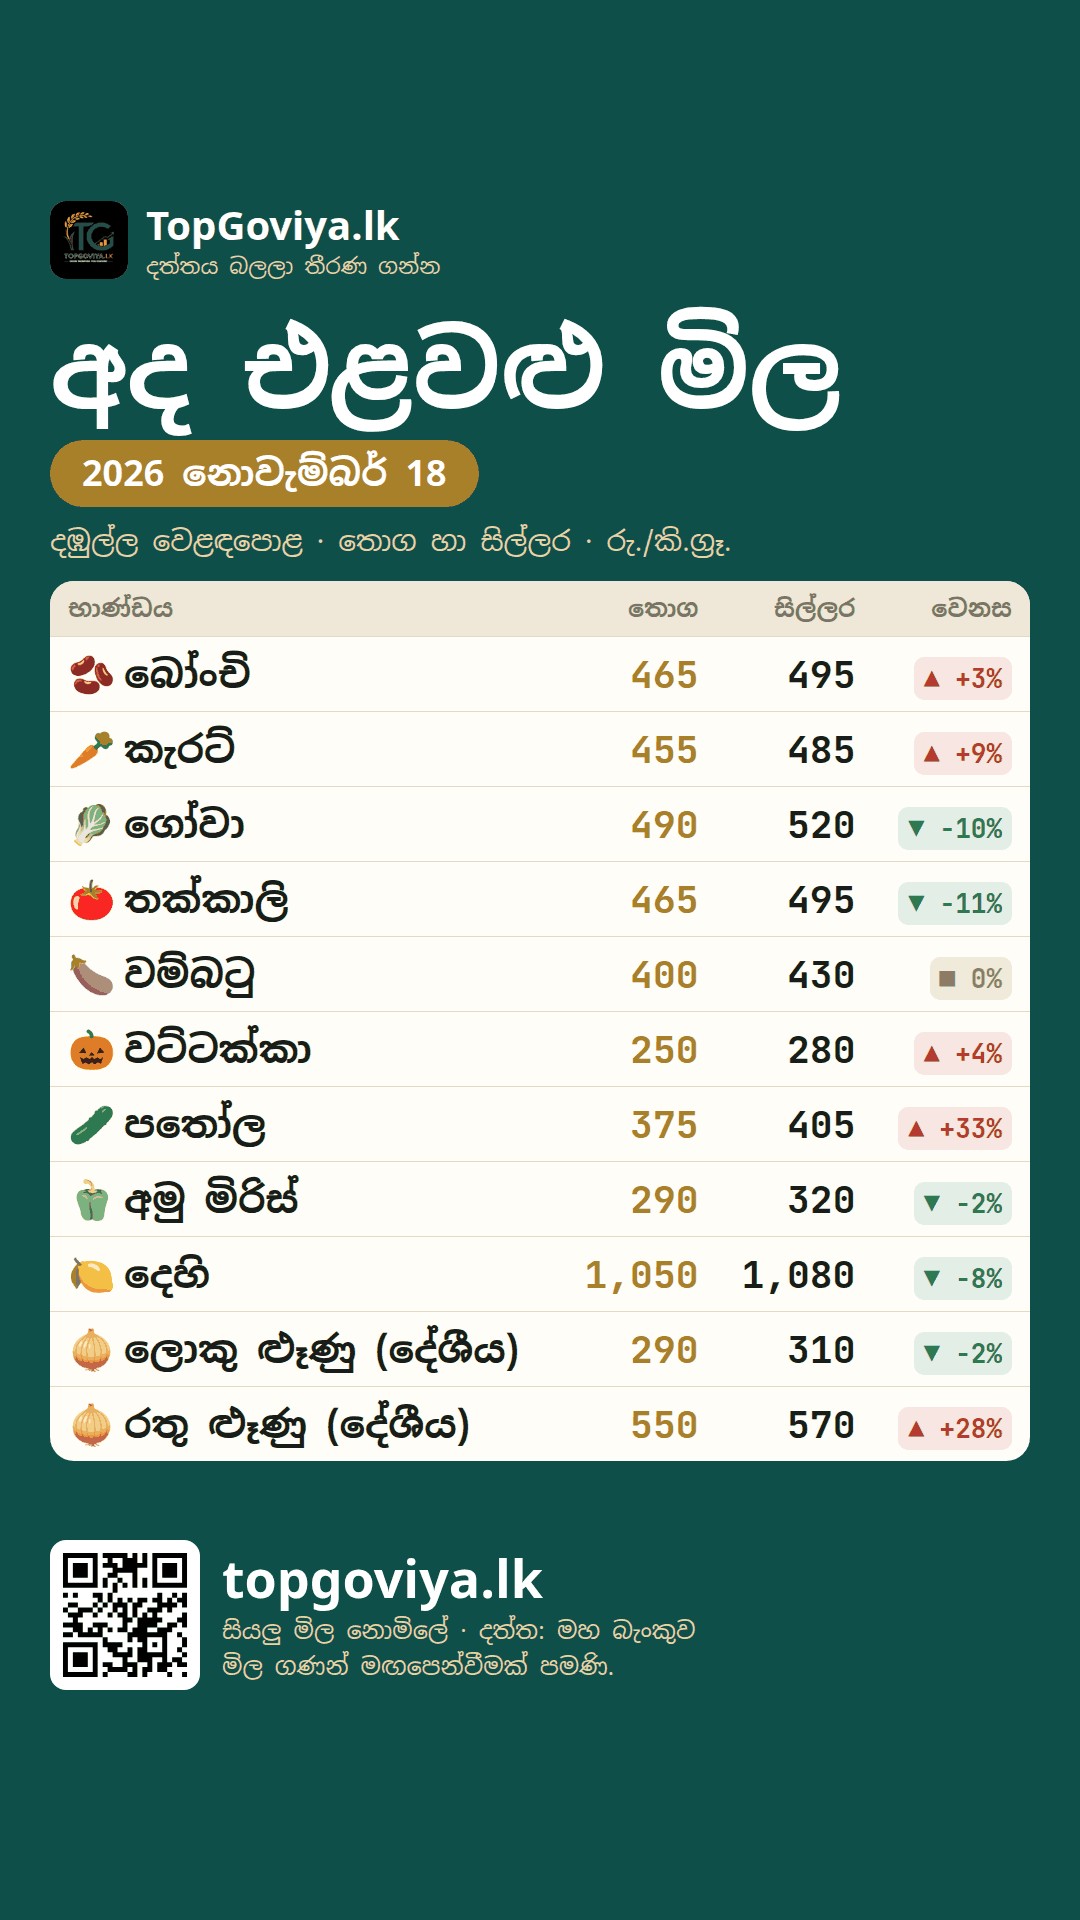 TopGoviya.lk
දත්තය බලලා තීරණ ගන්න
අද එළවළු මිල
2026 නොවැම්බර් 18
දඹුල්ල වෙළඳපොළ · තොග හා සිල්ලර · රු./කි.ග්‍රෑ.
භාණ්ඩය තොග සිල්ලර වෙනස
බෝංචි 465 495 ▲ +3%
කැරට් 455 485 ▲ +9%
ගෝවා 490 520 ▼ -10%
තක්කාලි 465 495 ▼ -11%
වම්බටු 400 430 ■ 0%
වට්ටක්කා 250 280 ▲ +4%
පතෝල 375 405 ▲ +33%
අමු මිරිස් 290 320 ▼ -2%
දෙහි 1,050 1,080 ▼ -8%
ලොකු ළූණු (දේශීය) 290 310 ▼ -2%
රතු ළූණු (දේශීය) 550 570 ▲ +28%
topgoviya.lk
සියලු මිල නොමිලේ · දත්ත: මහ බැංකුව
මිල ගණන් මඟපෙන්වීමක් පමණි.